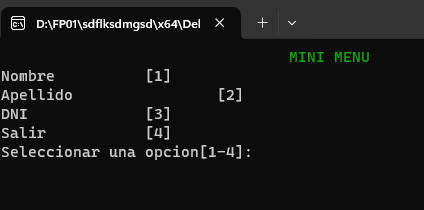 D:\FP01\sdflksdmgsd\x64\Del
MINI MENU
Nombre [1]
Apellido [2]
DNI [3]
Salir [4]
Seleccionar una opcion[1-4]: